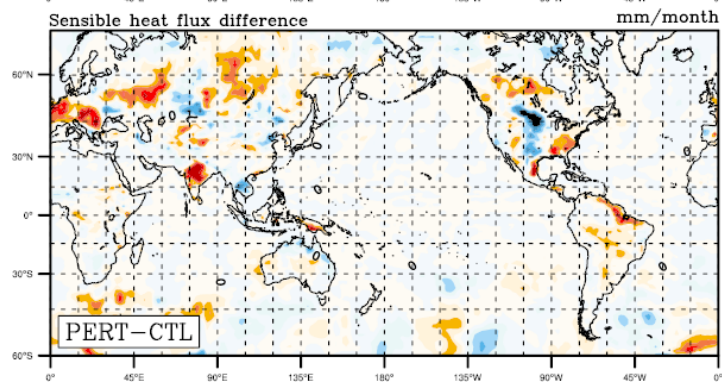 Sensible heat flux difference mm/month
60°N
30°N
0°
30°S
60°S
PERT−CTL
0° 45°E 90°E 135°E 180° 135°W 90°W 45°W 0°